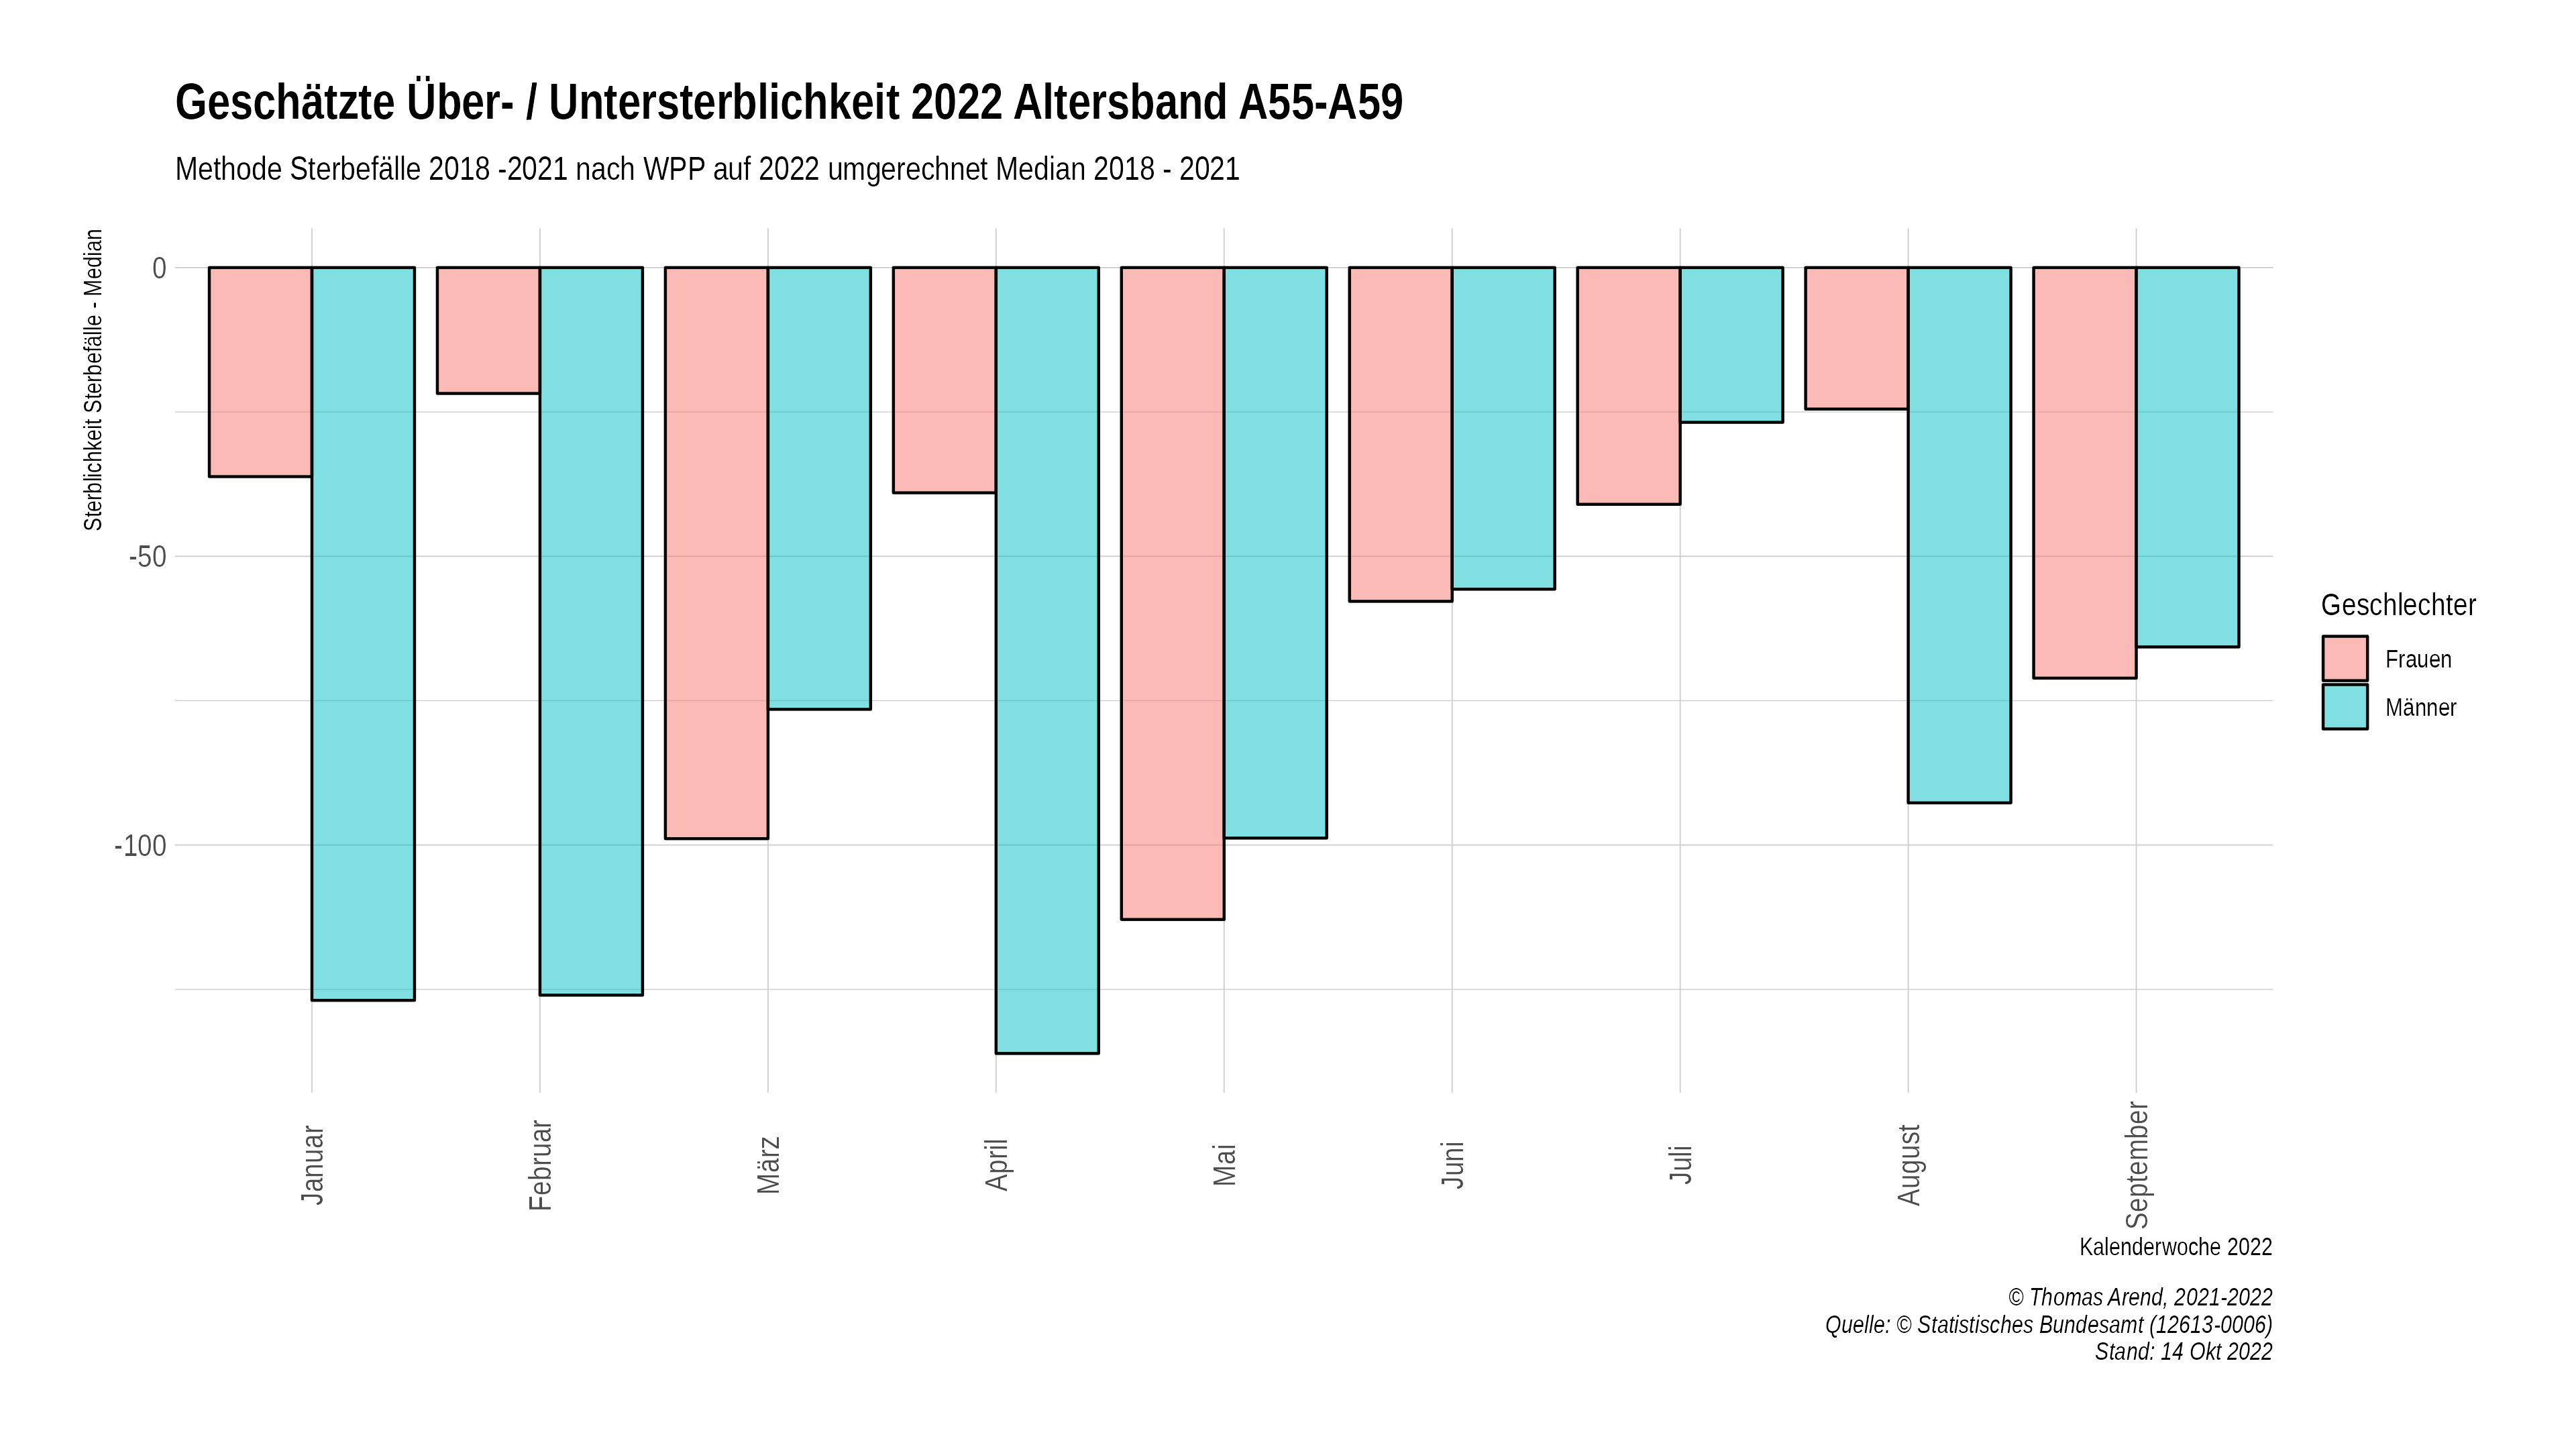 Geschätzte Über- / Untersterblichkeit 2022 Altersband A55-A59
Methode Sterbefälle 2018 -2021 nach WPP auf 2022 umgerechnet Median 2018 - 2021
Sterblichkeit Sterbefälle - Median
0
-50
-100
Januar
Februar
März
April
Mai
Juni
Juli
August
September
Kalenderwoche 2022
Geschlechter
Frauen
Männer
© Thomas Arend, 2021-2022
Quelle: © Statistisches Bundesamt (12613-0006)
Stand: 14 Okt 2022